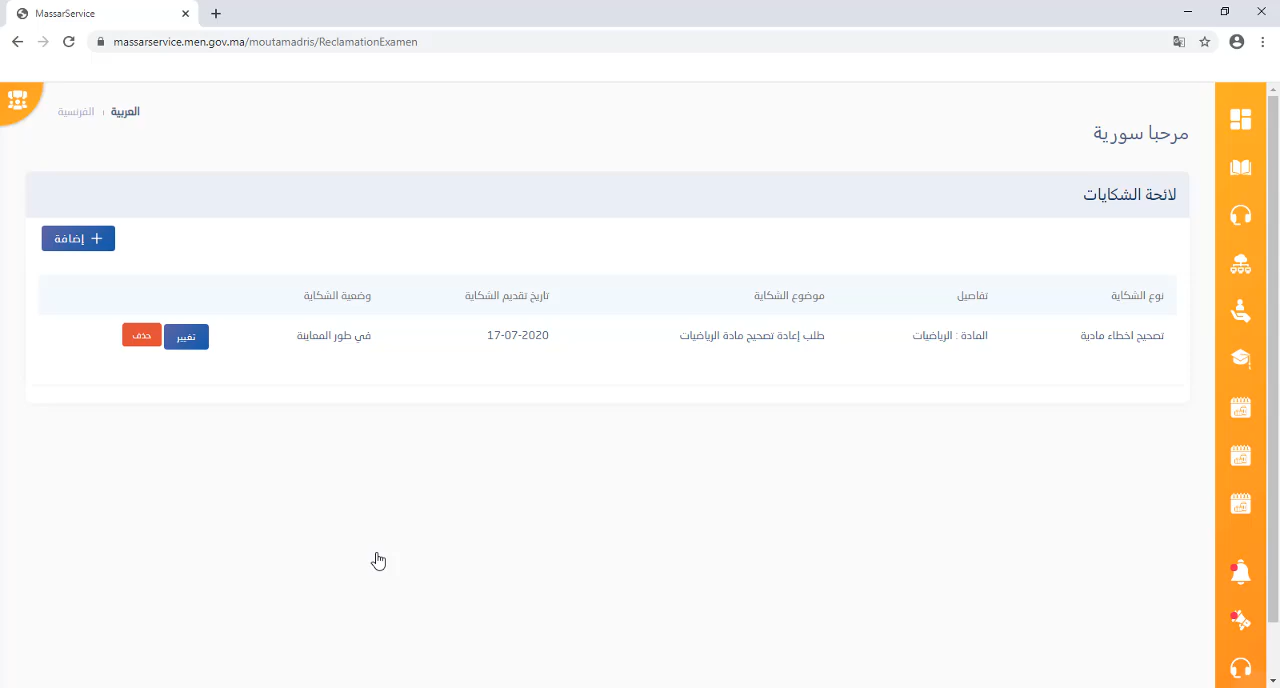 MassarService
massarservice.men.gov.ma/moutamadris/ReclamationExamen
العربية | الفرنسية
مرحبا سورية
لائحة الشكايات
+ إضافة
نوع الشكاية تفاصيل موضوع الشكاية تاريخ تقديم الشكاية وضعية الشكاية
تصحيح اخطاء مادية المادة : الرياضيات طلب إعادة تصحيح مادة الرياضيات 17-07-2020 في طور المعاينة تغيير حذف